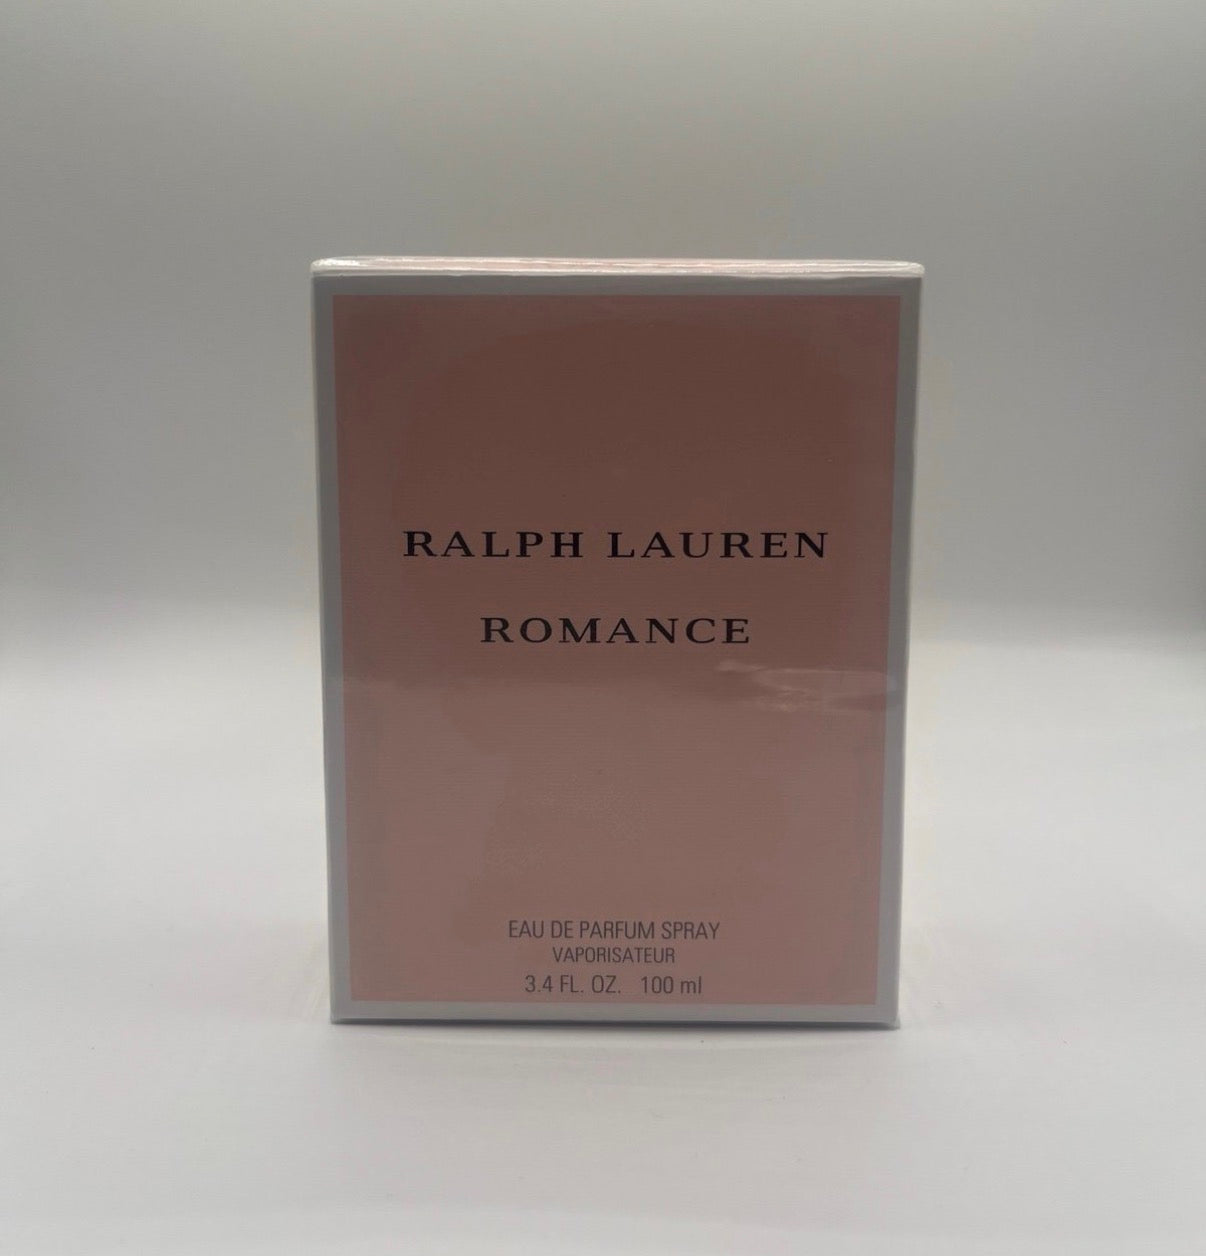 RALPH LAUREN
ROMANCE
EAU DE PARFUM SPRAY
VAPORISATEUR
3.4 FL. OZ. 100 ml